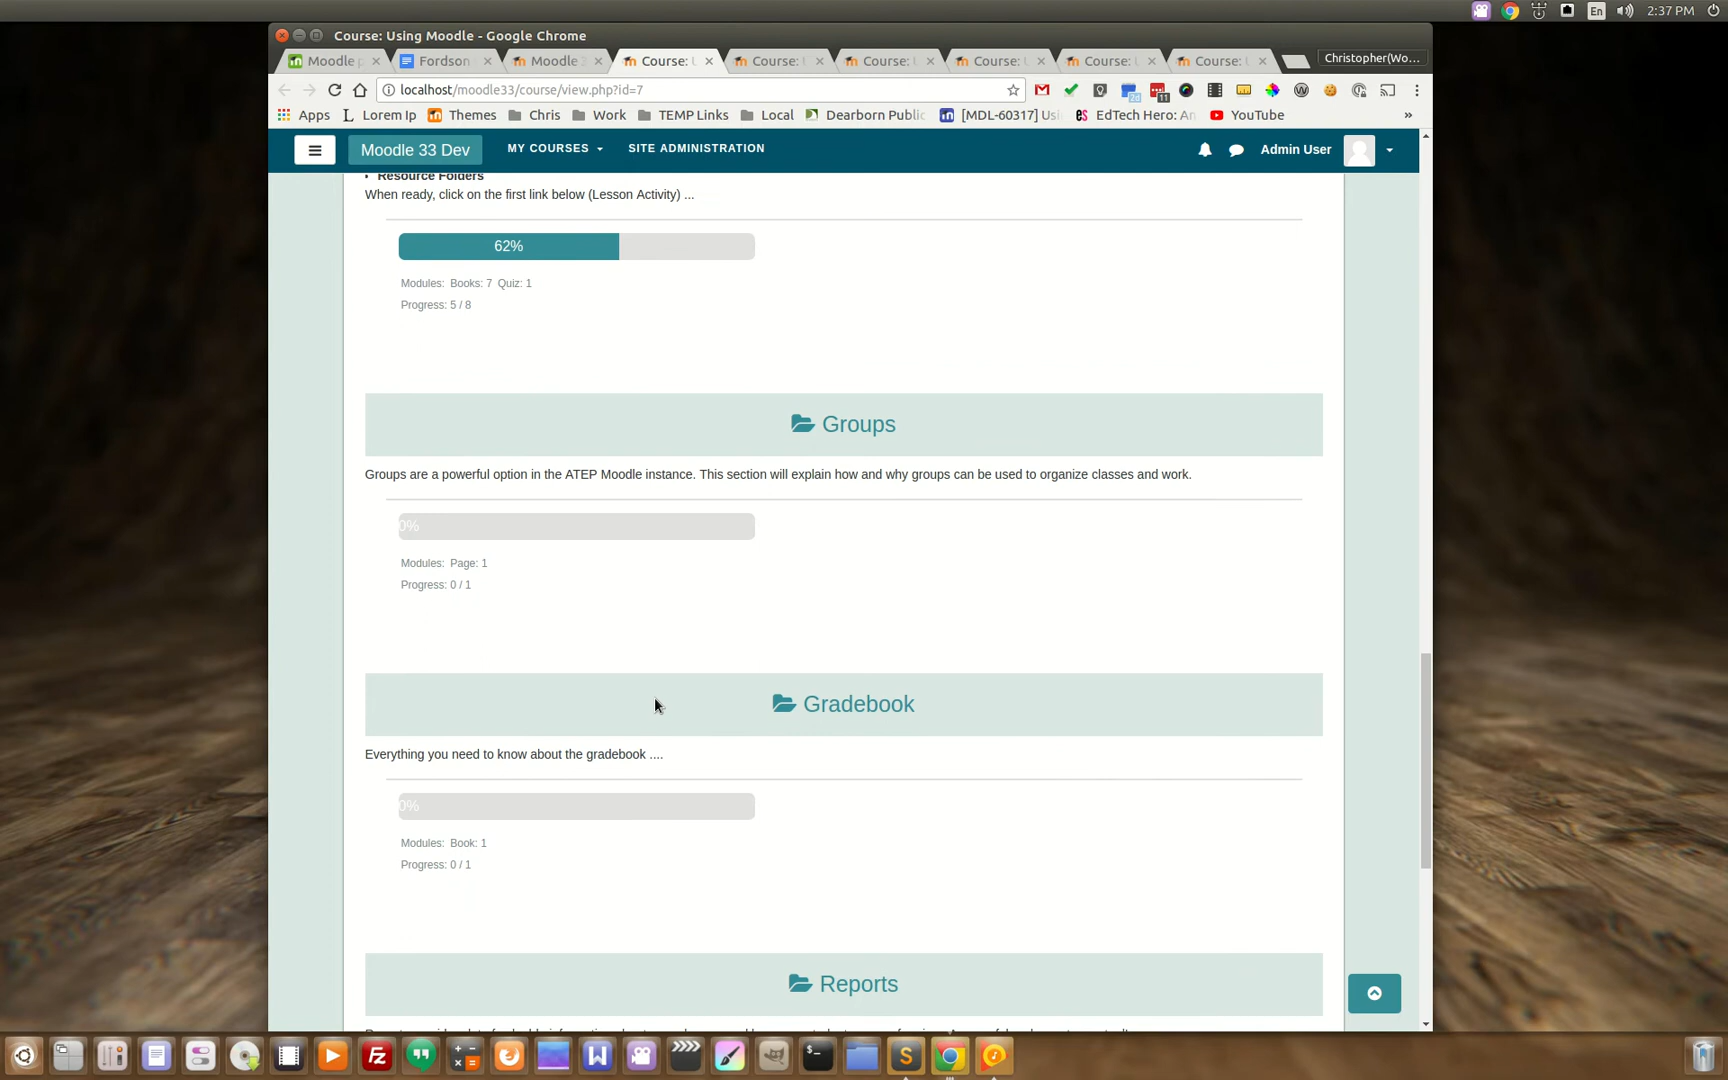 En
2:37 PM
Course: Using Moodle - Google Chrome
Moodle p
Fordson
Moodle
Course: U
Course: U
Course: U
Course: U
Course: U
Course: U
Christopher(Wo...
localhost/moodle33/course/view.php?id=7
Apps
Lorem Ip
Themes
Chris
Work
TEMP Links
Local
Dearborn Public
[MDL-60317] Usi
EdTech Hero: An
YouTube
»
Moodle 33 Dev
MY COURSES
SITE ADMINISTRATION
Admin User
Resource Folders
When ready, click on the first link below (Lesson Activity) ...
62%
Modules: Books: 7 Quiz: 1
Progress: 5 / 8
Groups
Groups are a powerful option in the ATEP Moodle instance. This section will explain how and why groups can be used to organize classes and work.
0%
Modules: Page: 1
Progress: 0 / 1
Gradebook
Everything you need to know about the gradebook ....
0%
Modules: Book: 1
Progress: 0 / 1
Reports